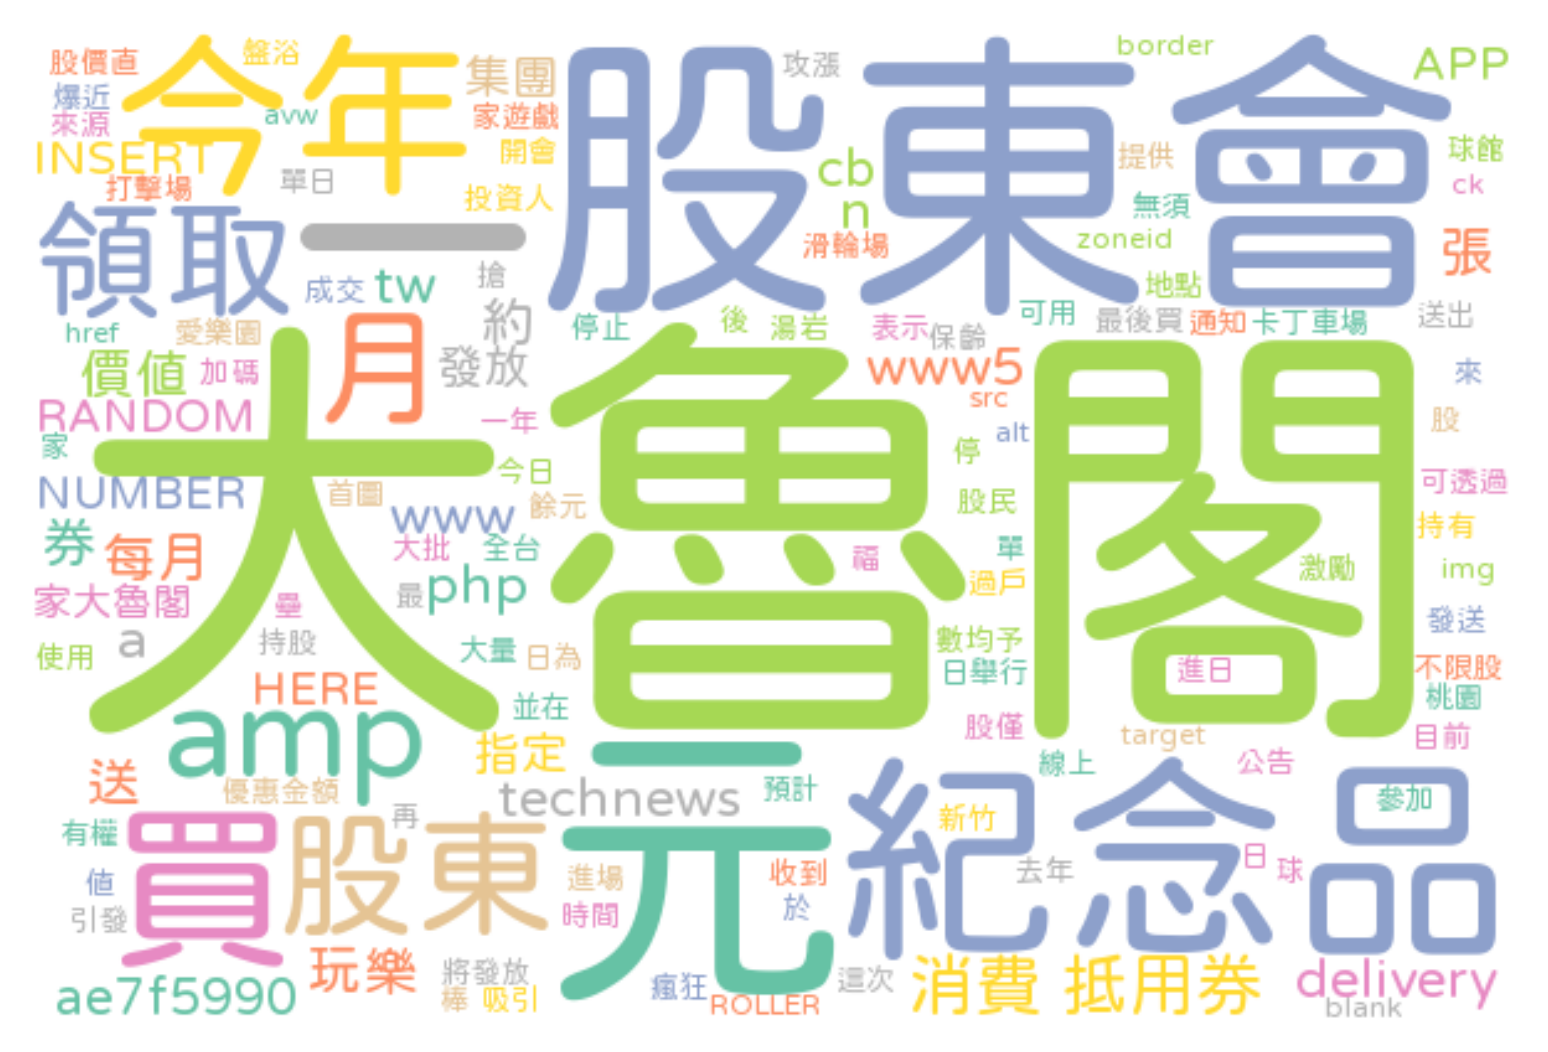 股價直
盤浴
今年
集團
股東會
攻漲
border
APP
爆近
來源
avw
家遊戲
INSERT
開會
cb
提供
球館
打擊場
單日
投資人
n
無須
ck
領取
一
滑輪場
zoneid
張
成交
tw
搶
地點
href
愛樂園
月
約
停止
後
湯岩
表示
保齡
可用
最後買
通知
卡丁車場
送出
價值
加碼
發放
大魯閣
www5
來
RANDOM
一年
src
股
家
今日
停
alt
NUMBER
首圖
www
餘元
股民
可透過
券
每月
大批
全台
福
單
持有
家大魯閣
壘
最
php
過戶
激勵
img
a
持股
數均予
發送
使用
大量
日為
日舉行
進日
不限股
HERE
並在
股僅
桃園
amp
指定
target
目前
送
優惠金額
technews
預計
線上
公告
再
元
紀念品
參加
有權
買
股東
新竹
值
進場
收到
去年
日
球
引發
時間
於
玩樂
將發放
瘋狂
這次
消費
抵用券
delivery
ae7f5990
棒
吸引
ROLLER
blank